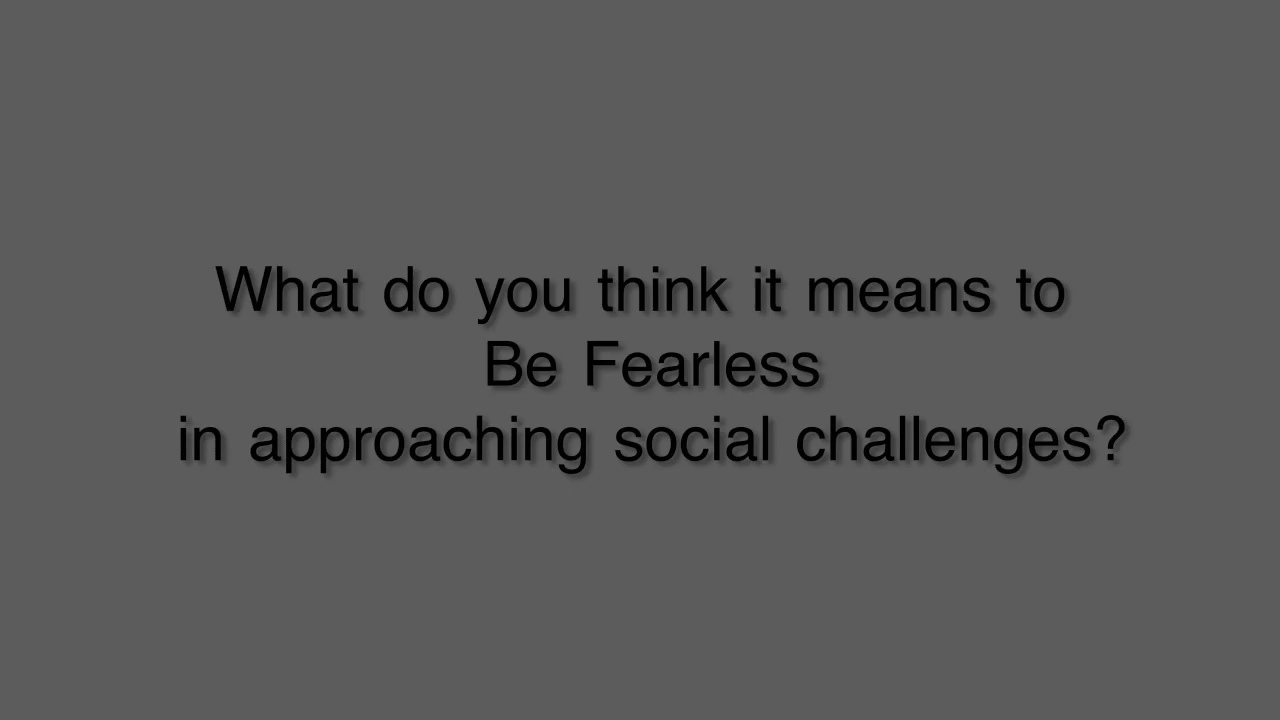 What do you think it means to
Be Fearless
in approaching social challenges?